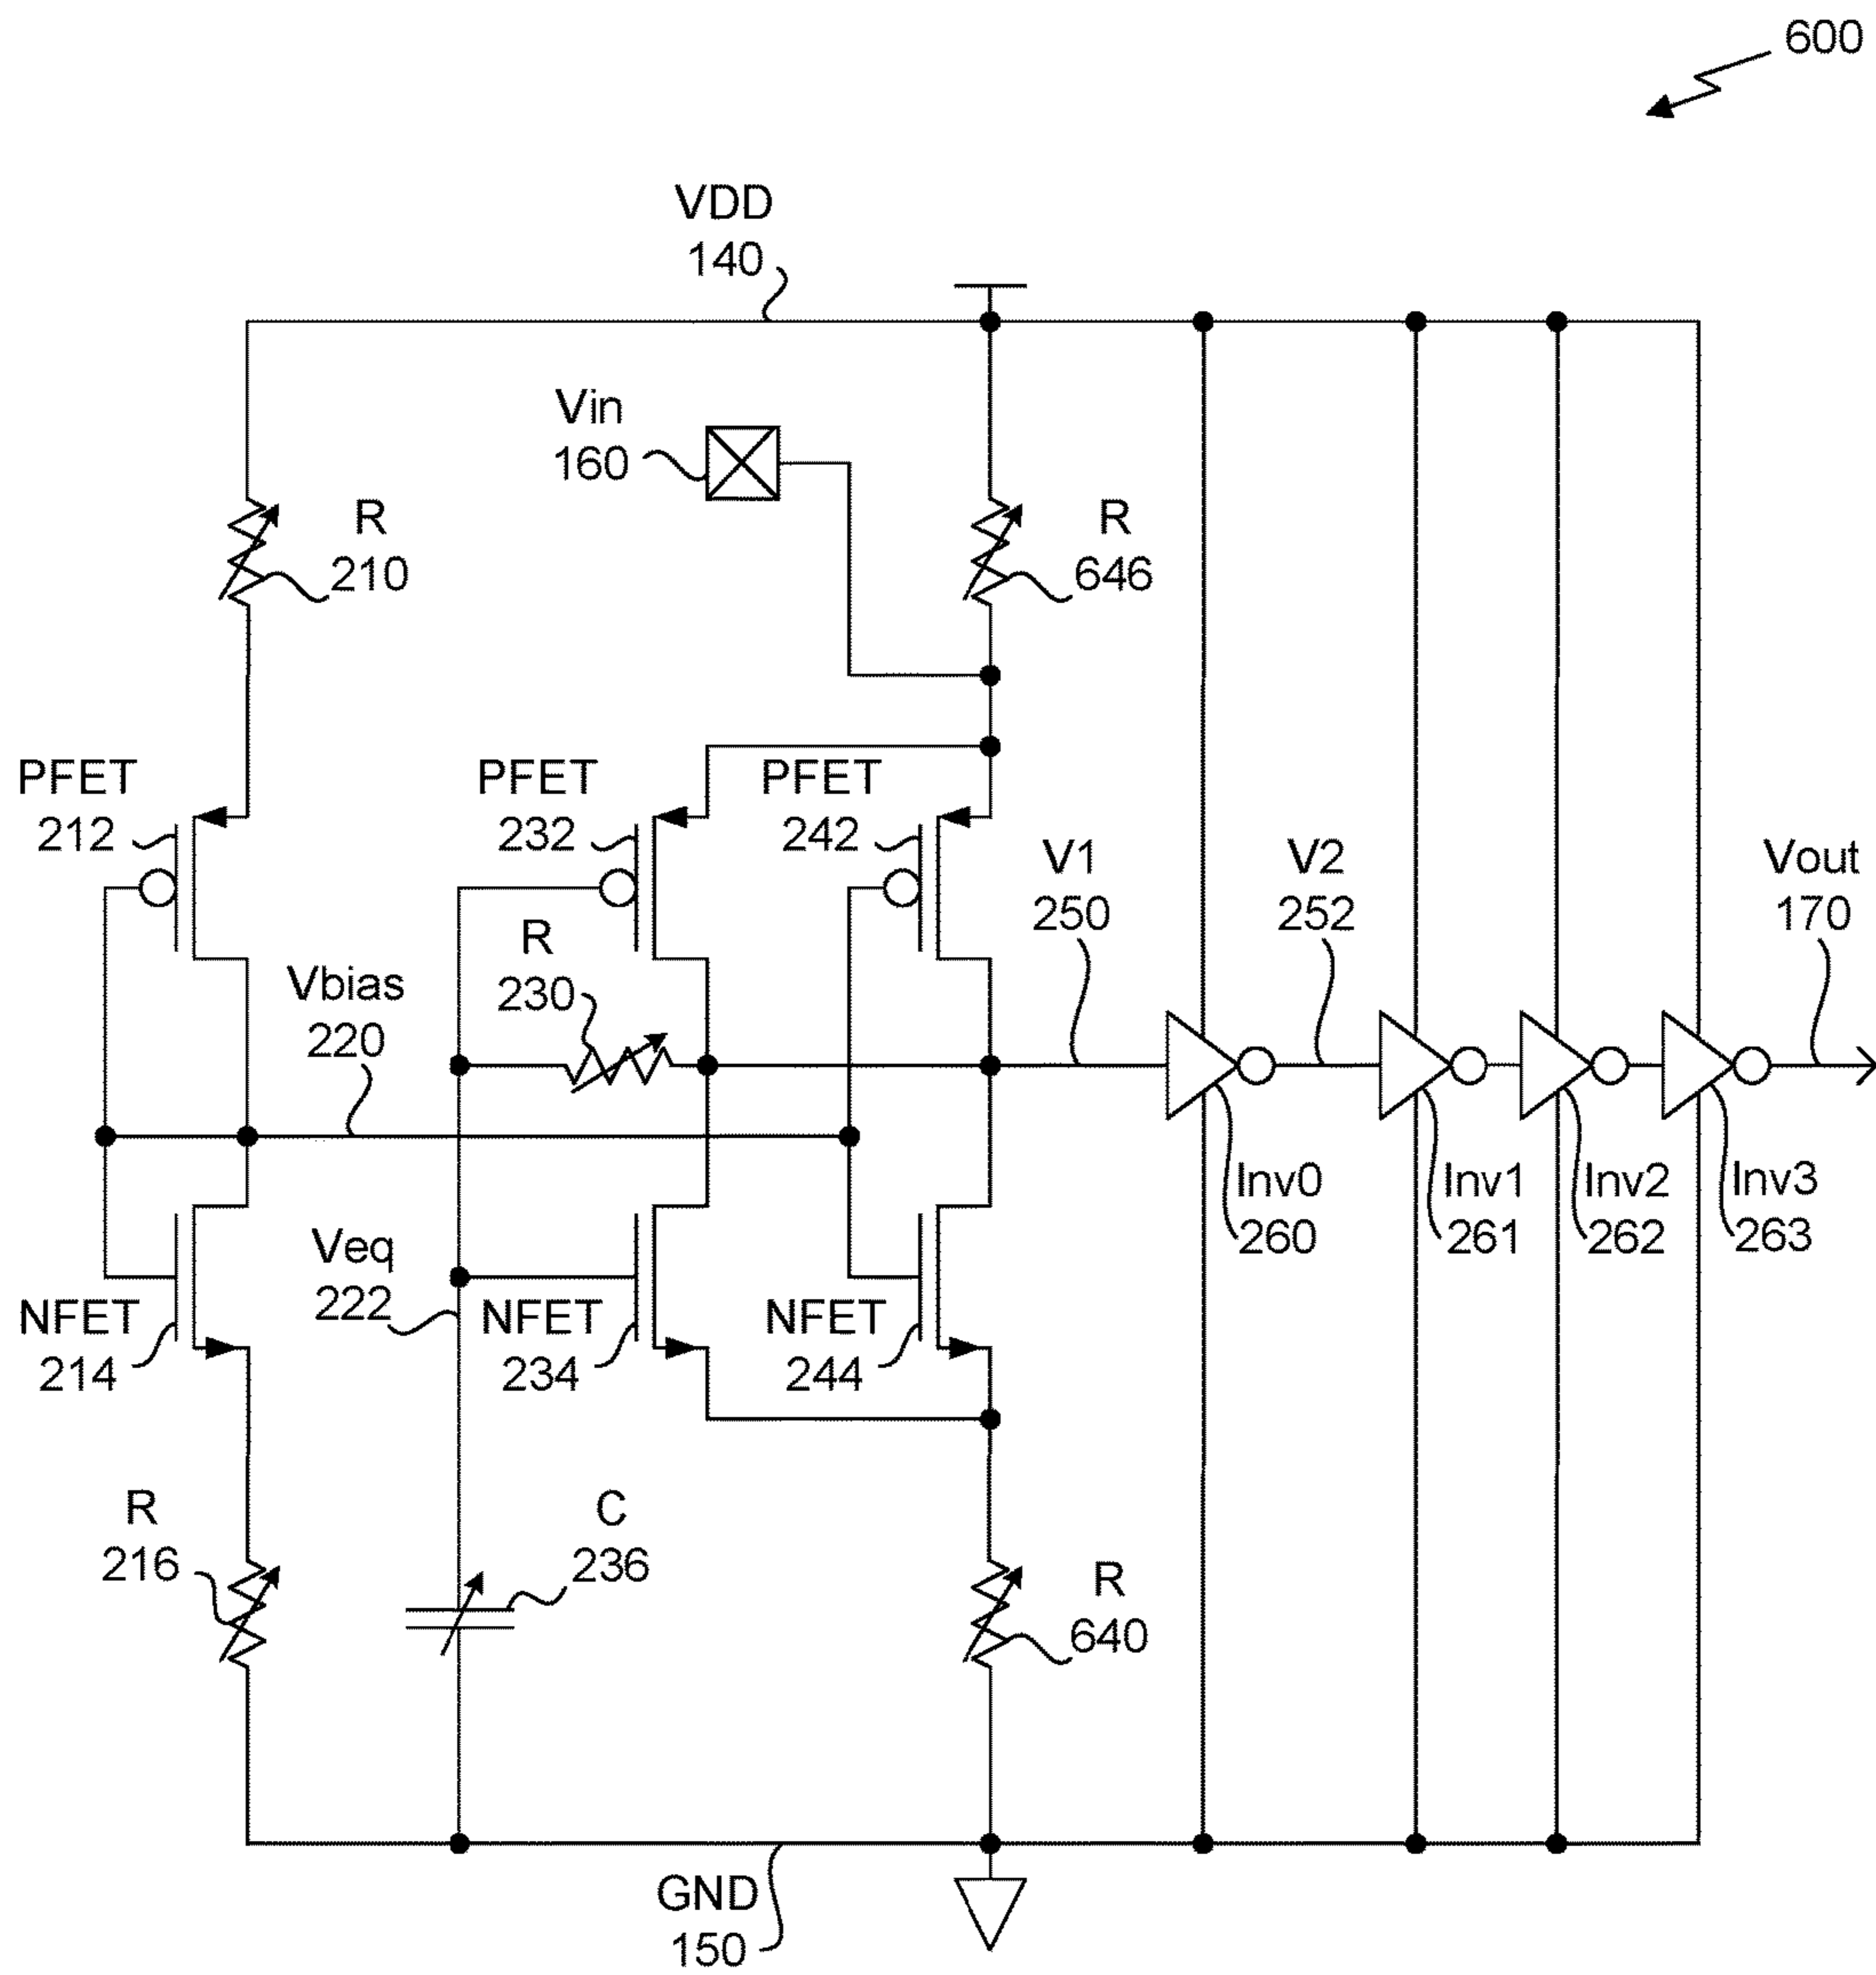 600
VDD
140
Vin
160
R
210
R
646
PFET
212
PFET
232
PFET
242
V1
250
V2
252
Vout
170
R
230
Vbias
220
Inv0
260
Inv1
261
Inv2
262
Inv3
263
Veq
222
NFET
214
NFET
234
NFET
244
R
216
C
236
R
640
GND
150